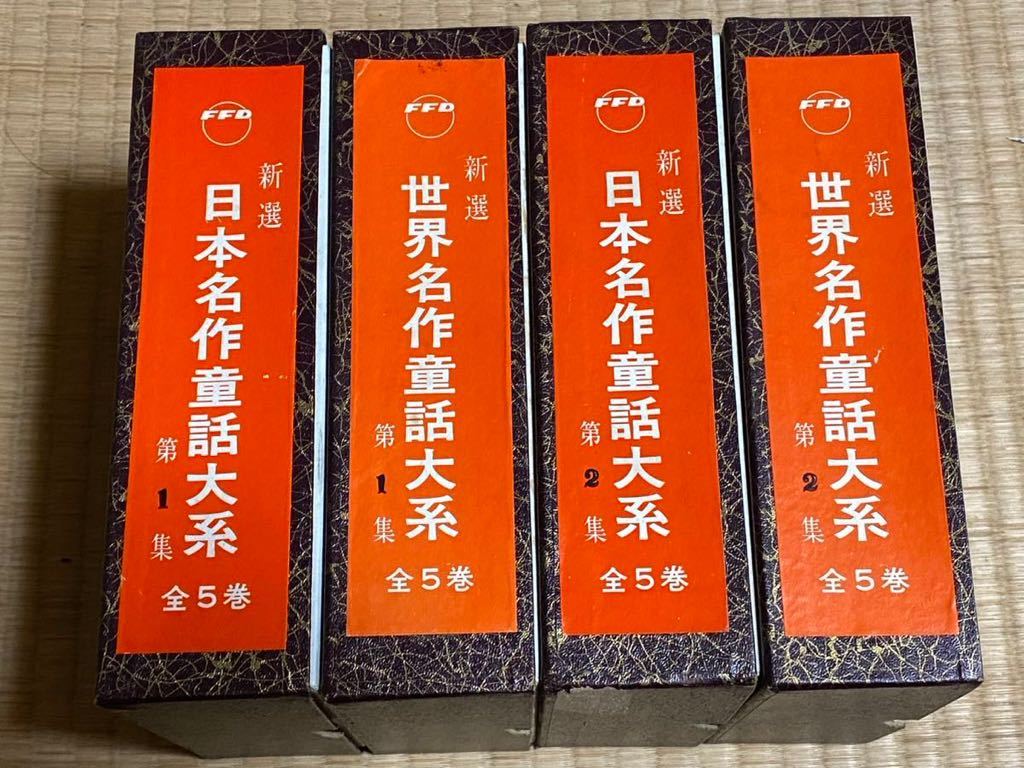 FFD
新選
日本名作童話大系
第1集
全5巻
FFD
新選
世界名作童話大系
第1集
全5巻
FFD
新選
日本名作童話大系
第2集
全5巻
FFD
新選
世界名作童話大系
第2集
全5巻